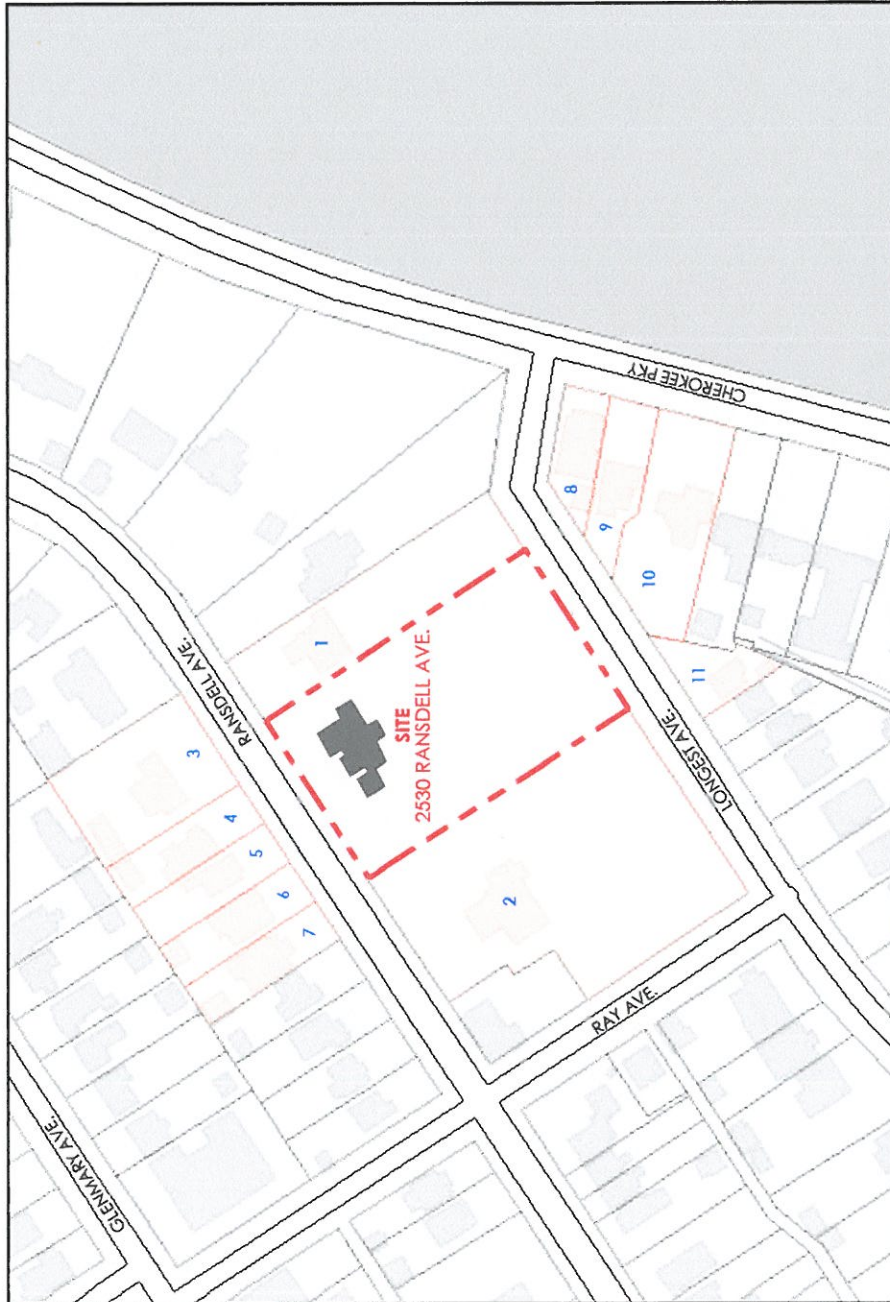 GLENMARY AVE.
RANSDELL AVE.
3
4
5
6
7
1
SITE
2530 RANSDELL AVE.
2
CHEROKEE PKY
8
9
10
11
LONGEST AVE.
RAY AVE.